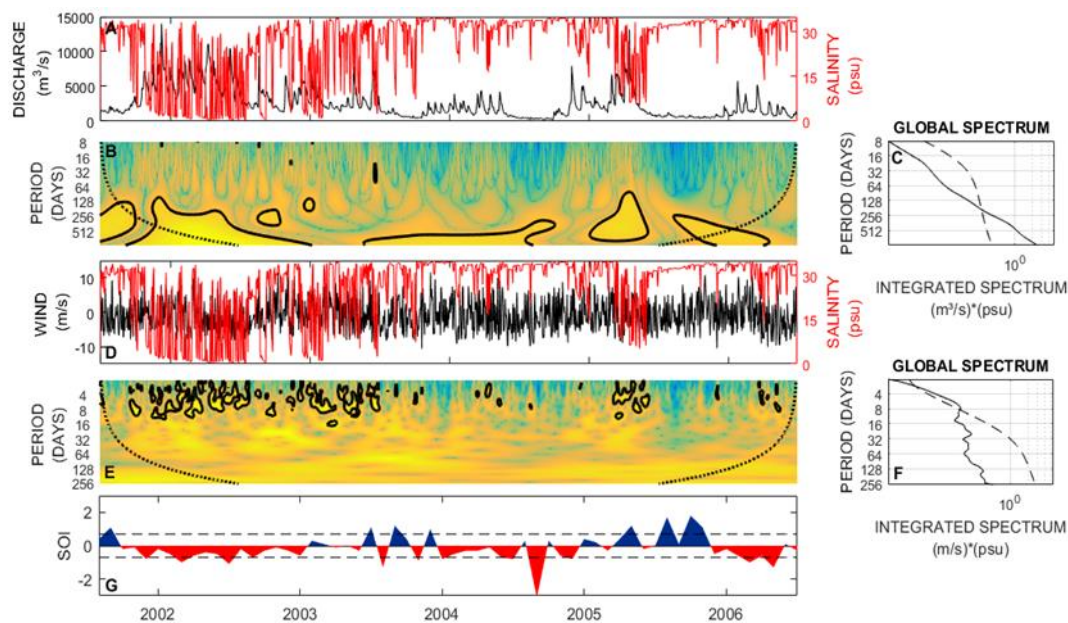 A
DISCHARGE
(m³/s)
15000
10000
5000
0
30
15
0
SALINITY
(psu)
B
PERIOD
(DAYS)
8
16
32
64
128
256
512
GLOBAL SPECTRUM
C
PERIOD (DAYS)
8
16
32
64
128
256
512
10⁰
INTEGRATED SPECTRUM
(m³/s)*(psu)
D
WIND
(m/s)
10
0
-10
30
15
0
SALINITY
(psu)
E
PERIOD
(DAYS)
4
8
16
32
64
128
256
GLOBAL SPECTRUM
F
PERIOD (DAYS)
4
8
16
32
64
128
256
10⁰
INTEGRATED SPECTRUM
(m/s)*(psu)
G
SOI
2
0
-2
2002
2003
2004
2005
2006